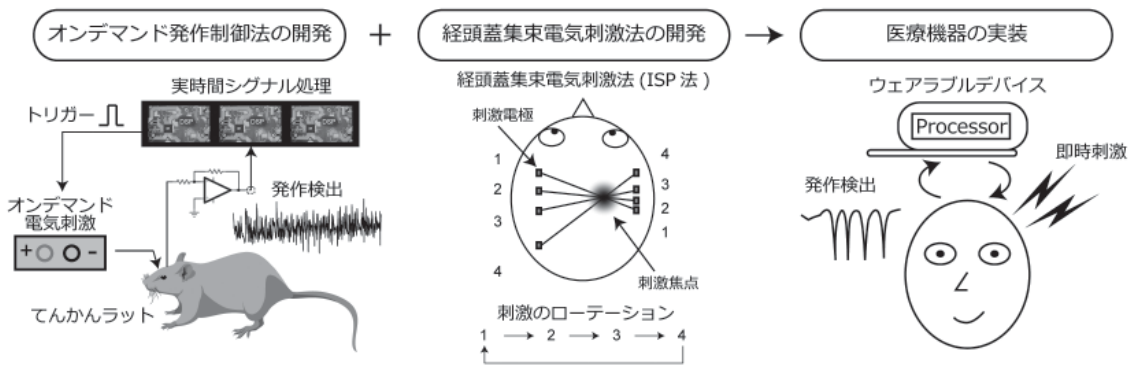 オンデマンド発作制御法の開発
+
経頭蓋集束電気刺激法の開発
医療機器の実装
実時間シグナル処理
トリガー
DSP DSP DSP
オンデマンド
電気刺激
+ -
発作検出
てんかんラット
経頭蓋集束電気刺激法 (ISP 法 )
刺激電極
1
2
3
4
4
3
2
1
刺激焦点
刺激のローテーション
1 2 3 4
ウェアラブルデバイス
Processor
発作検出
即時刺激